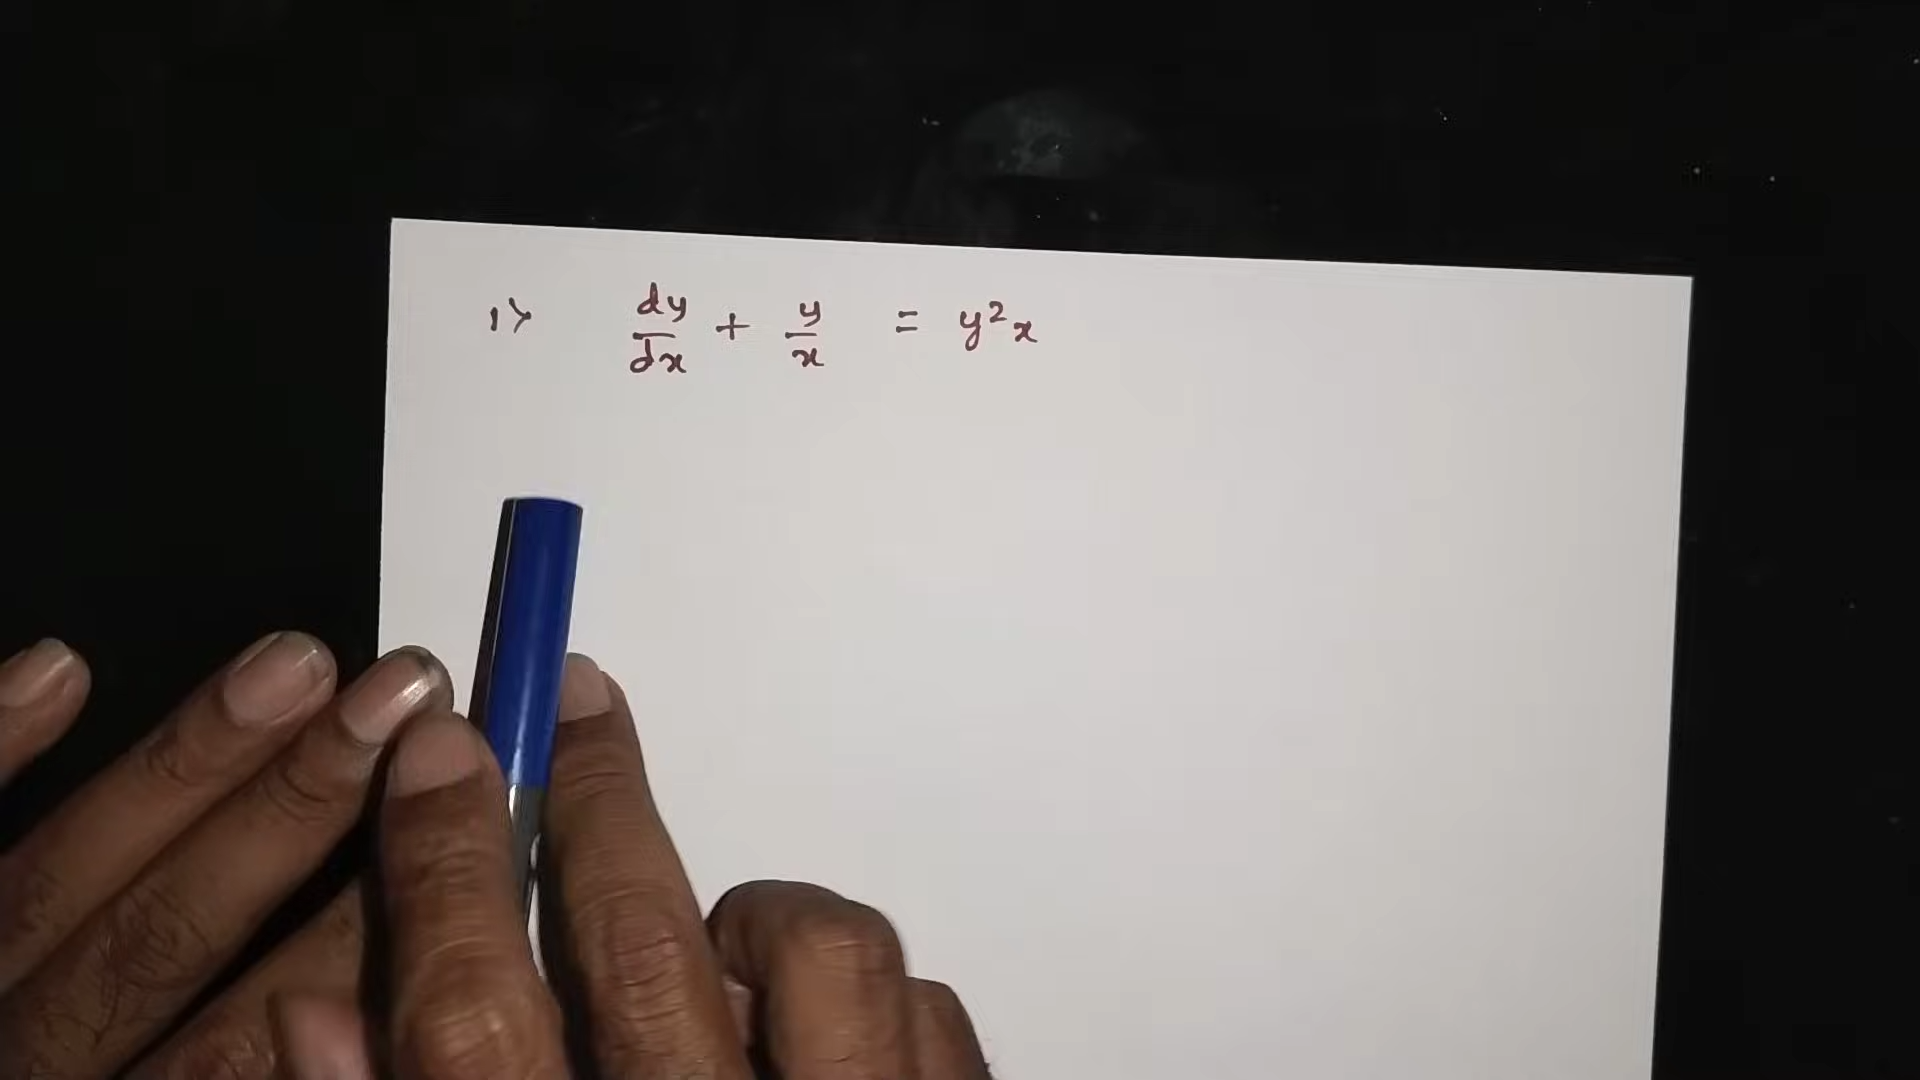 1> dy/dx + y/x = y²x